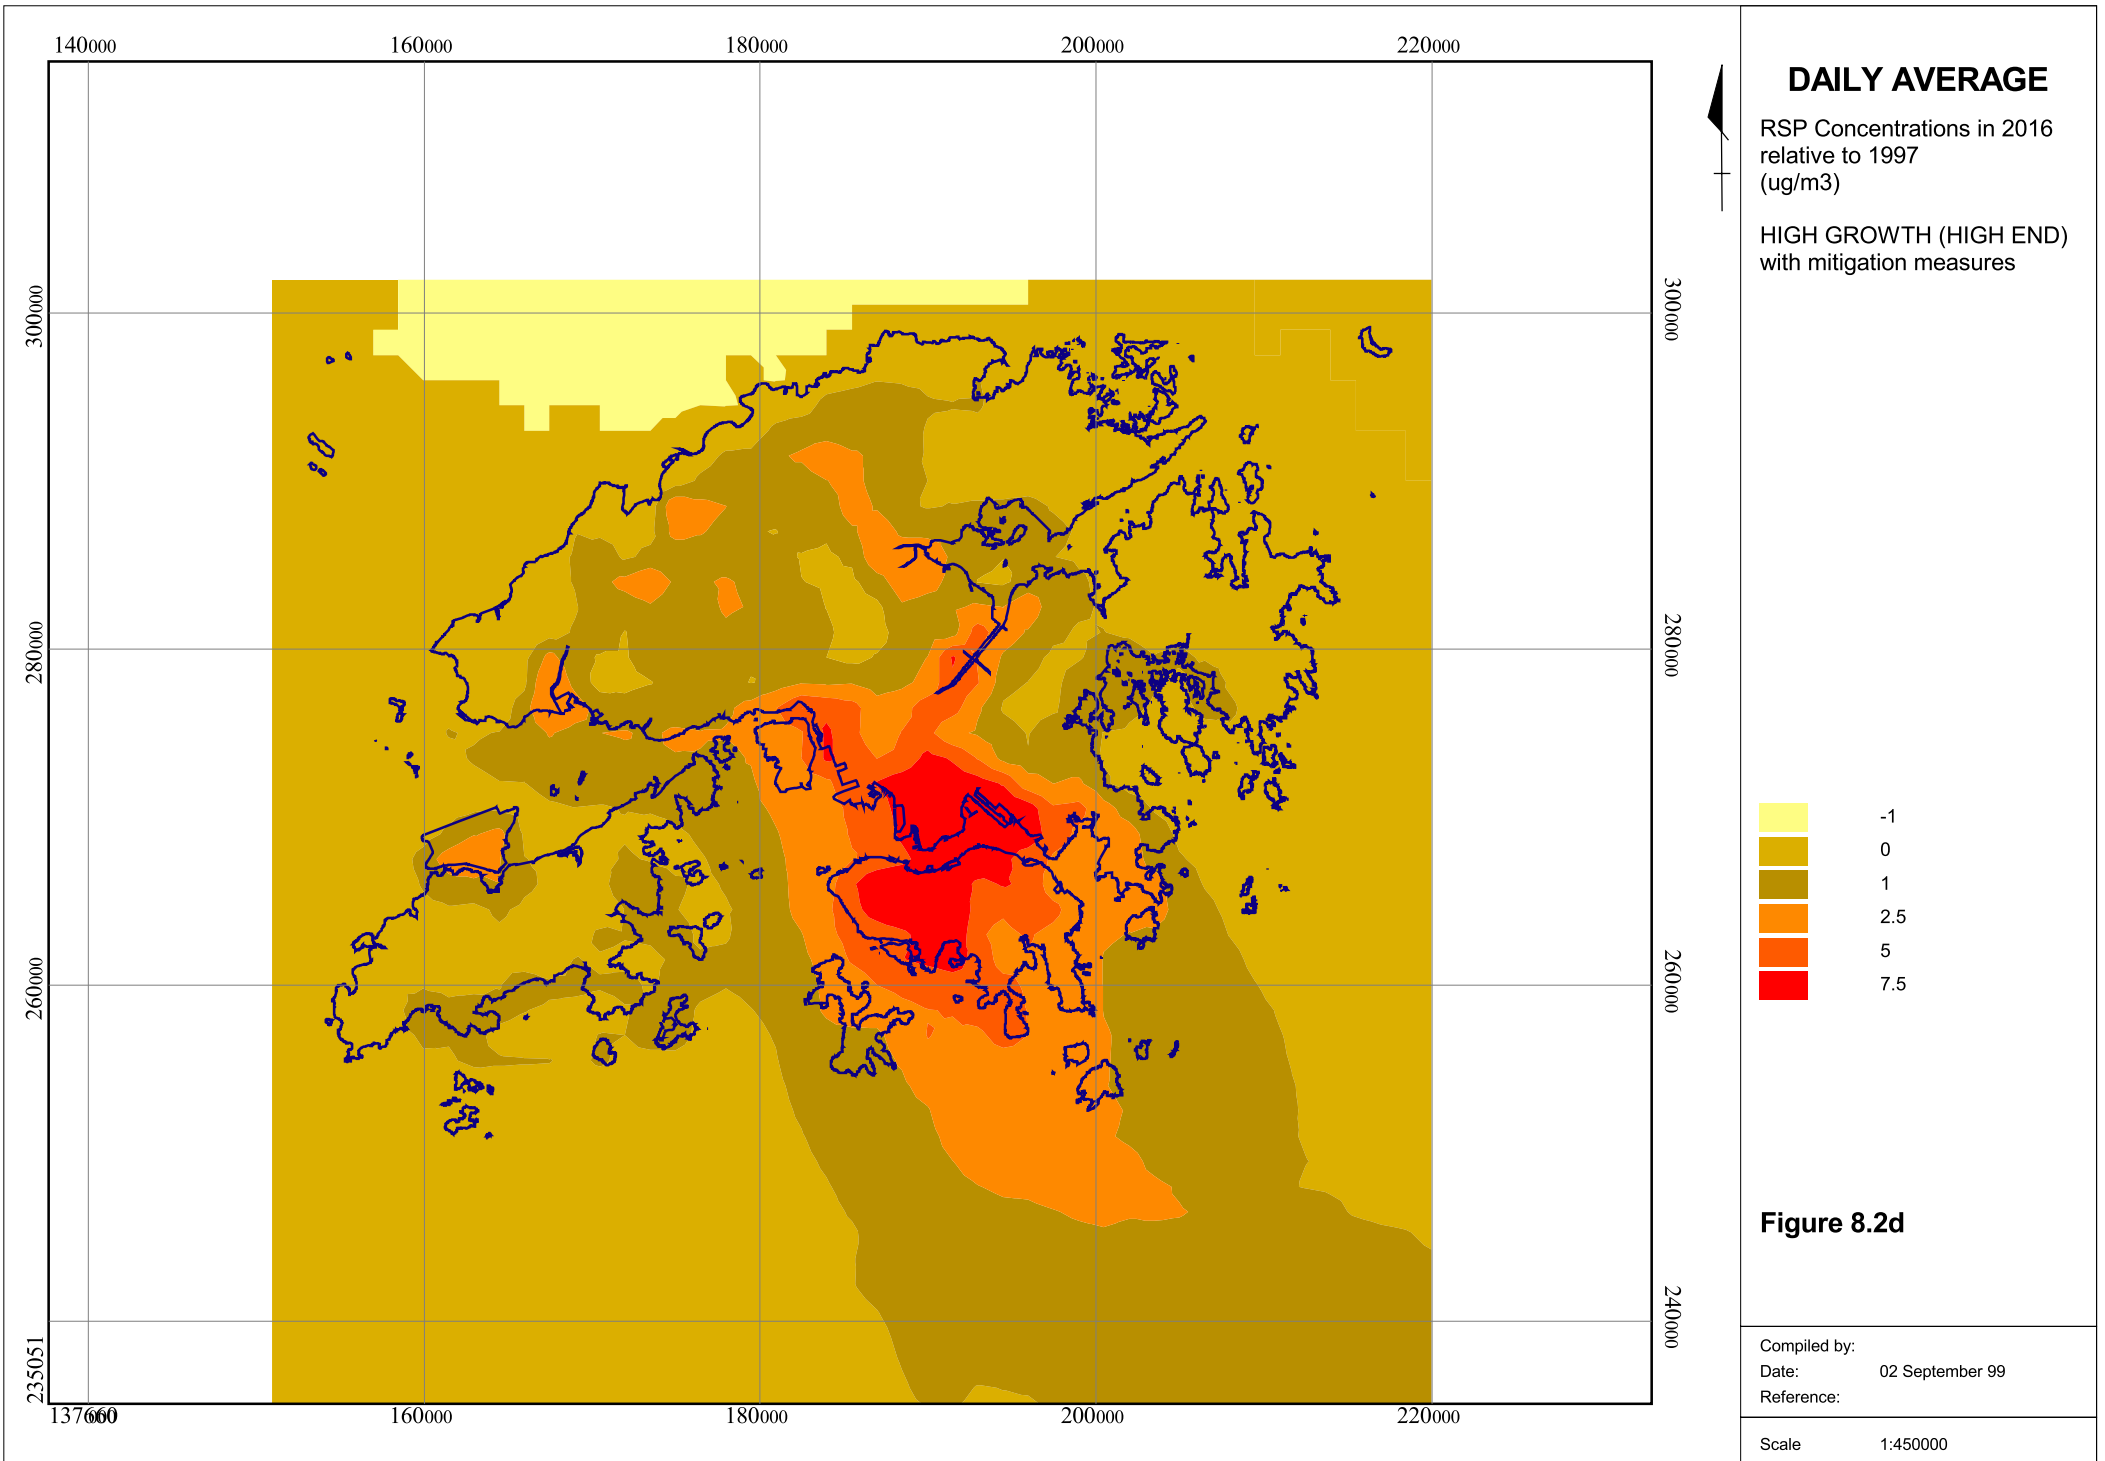 140000 160000 180000 200000 220000
DAILY AVERAGE
RSP Concentrations in 2016
relative to 1997
(ug/m3)
HIGH GROWTH (HIGH END)
with mitigation measures
300000 300000
280000 280000
260000 260000
240000
235051
-1
0
1
2.5
5
7.5
Figure 8.2d
Compiled by:
Date: 02 September 99
Reference:
Scale 1:450000
137660 160000 180000 200000 220000